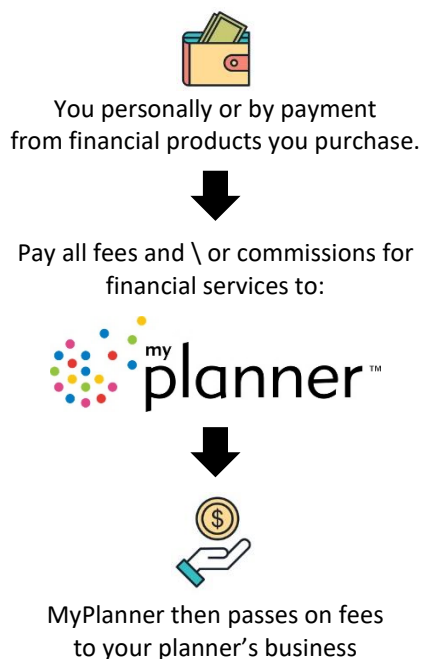 You personally or by payment
from financial products you purchase.
Pay all fees and \ or commissions for
financial services to:
my
planner™
$
MyPlanner then passes on fees
to your planner’s business